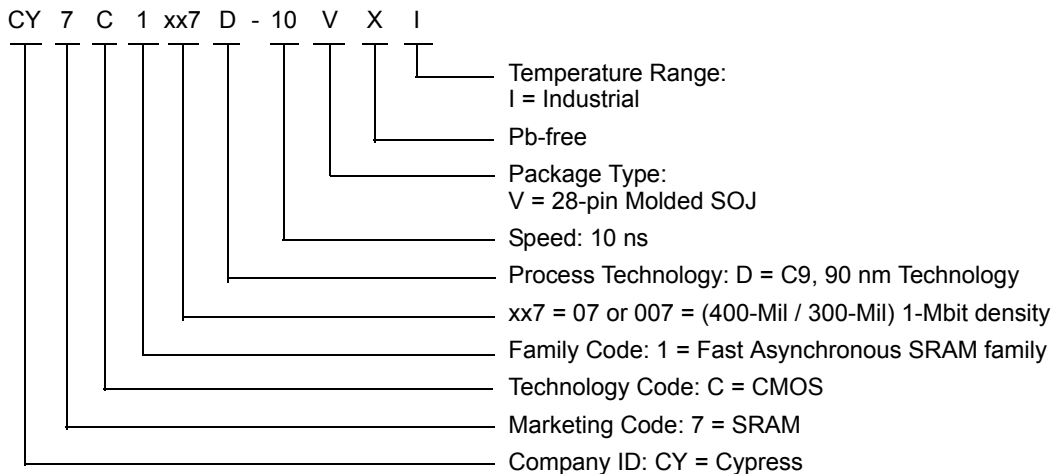 CY 7 C 1 xx7 D - 10 V X I
Temperature Range:
I = Industrial
Pb-free
Package Type:
V = 28-pin Molded SOJ
Speed: 10 ns
Process Technology: D = C9, 90 nm Technology
xx7 = 07 or 007 = (400-Mil / 300-Mil) 1-Mbit density
Family Code: 1 = Fast Asynchronous SRAM family
Technology Code: C = CMOS
Marketing Code: 7 = SRAM
Company ID: CY = Cypress